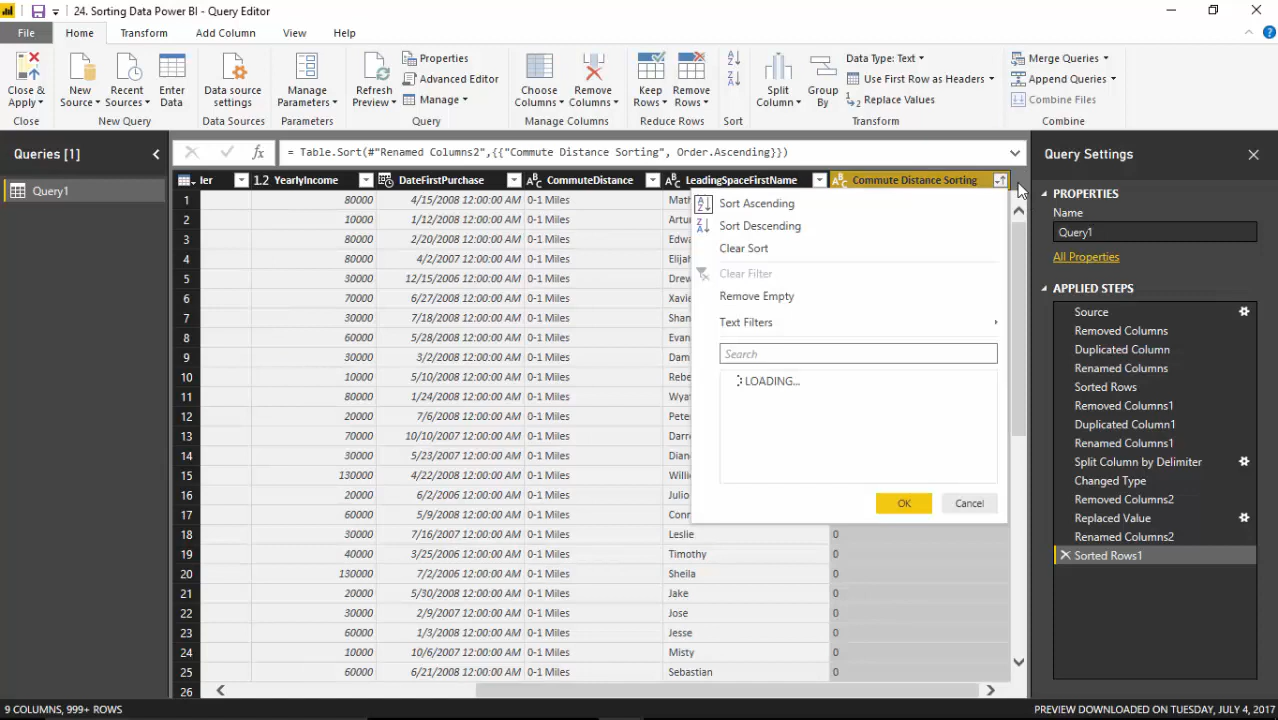 24. Sorting Data Power BI - Query Editor
File Home Transform Add Column View Help
Close & Apply
Close
New Source
Recent Sources
Enter Data
New Query
Data source settings
Data Sources
Manage Parameters
Parameters
Refresh Preview
Properties
Advanced Editor
Manage
Query
Choose Columns
Remove Columns
Manage Columns
Keep Rows
Remove Rows
Reduce Rows
Sort
Split Column
Group By
Data Type: Text
Use First Row as Headers
Replace Values
Transform
Merge Queries
Append Queries
Combine Files
Combine
Queries [1]
Query1
fx = Table.Sort(#"Renamed Columns2",{{"Commute Distance Sorting", Order.Ascending}})
ler 1.2 YearlyIncome DateFirstPurchase ABC CommuteDistance ABC LeadingSpaceFirstName ABC Commute Distance Sorting
1 80000 4/15/2008 12:00:00 AM 0-1 Miles Math
2 10000 1/12/2008 12:00:00 AM 0-1 Miles Artu
3 80000 2/20/2008 12:00:00 AM 0-1 Miles Edwa
4 80000 4/2/2007 12:00:00 AM 0-1 Miles Elijah
5 30000 12/15/2006 12:00:00 AM 0-1 Miles Drew
6 70000 6/27/2008 12:00:00 AM 0-1 Miles Xavie
7 30000 7/18/2008 12:00:00 AM 0-1 Miles Shan
8 60000 5/28/2008 12:00:00 AM 0-1 Miles Evan
9 30000 3/2/2008 12:00:00 AM 0-1 Miles Dam
10 10000 5/10/2008 12:00:00 AM 0-1 Miles Rebe
11 80000 1/24/2008 12:00:00 AM 0-1 Miles Wyat
12 20000 7/6/2008 12:00:00 AM 0-1 Miles Pete
13 70000 10/10/2007 12:00:00 AM 0-1 Miles Darre
14 30000 5/23/2007 12:00:00 AM 0-1 Miles Dian
15 130000 4/22/2008 12:00:00 AM 0-1 Miles Willi
16 20000 6/2/2006 12:00:00 AM 0-1 Miles Julio
17 60000 5/9/2008 12:00:00 AM 0-1 Miles Conn
18 30000 7/16/2007 12:00:00 AM 0-1 Miles Leslie 0
19 40000 3/25/2006 12:00:00 AM 0-1 Miles Timothy 0
20 130000 7/2/2006 12:00:00 AM 0-1 Miles Sheila 0
21 20000 5/30/2008 12:00:00 AM 0-1 Miles Jake 0
22 30000 2/9/2007 12:00:00 AM 0-1 Miles Jose 0
23 60000 1/3/2008 12:00:00 AM 0-1 Miles Jesse 0
24 10000 10/6/2007 12:00:00 AM 0-1 Miles Misty 0
25 60000 6/21/2008 12:00:00 AM 0-1 Miles Sebastian 0
26
Sort Ascending
Sort Descending
Clear Sort
Clear Filter
Remove Empty
Text Filters
Search
LOADING...
OK Cancel
Query Settings
PROPERTIES
Name
Query1
All Properties
APPLIED STEPS
Source
Removed Columns
Duplicated Column
Renamed Columns
Sorted Rows
Removed Columns1
Duplicated Column1
Renamed Columns1
Split Column by Delimiter
Changed Type
Removed Columns2
Replaced Value
Renamed Columns2
Sorted Rows1
9 COLUMNS, 999+ ROWS
PREVIEW DOWNLOADED ON TUESDAY, JULY 4, 2017